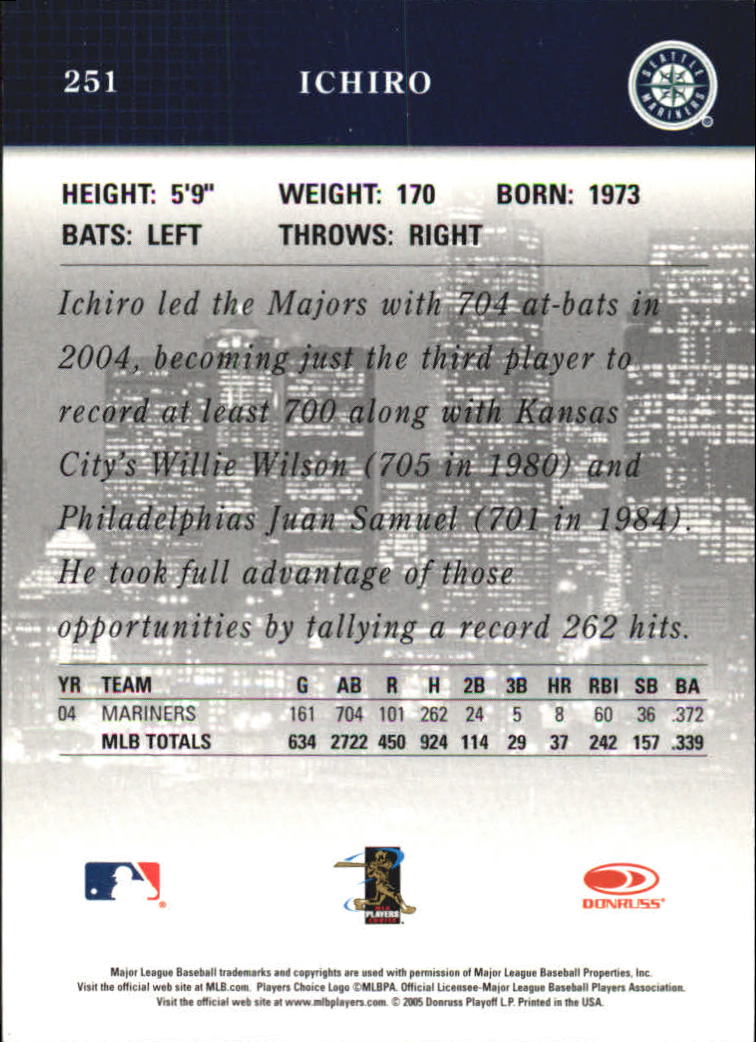 251 ICHIRO
SEATTLE MARINERS
HEIGHT: 5'9" WEIGHT: 170 BORN: 1973
BATS: LEFT THROWS: RIGHT
Ichiro led the Majors with 704 at-bats in
2004, becoming just the third player to
record at least 700 along with Kansas
City's Willie Wilson (705 in 1980) and
Philadelphias Juan Samuel (701 in 1984).
He took full advantage of those
opportunities by tallying a record 262 hits.
YR TEAM G AB R H 2B 3B HR RBI SB BA
04 MARINERS 161 704 101 262 24 5 8 60 36 .372
MLB TOTALS 634 2722 450 924 114 29 37 242 157 .339
MLB
PLAYERS
CHOICE
DONRUSS
Major League Baseball trademarks and copyrights are used with permission of Major League Baseball Properties, Inc.
Visit the official web site at MLB.com. Players Choice Logo ©MLBPA. Official Licensee-Major League Baseball Players Association.
Visit the official web site at www.mlbplayers.com. © 2005 Donruss Playoff L.P. Printed in the USA.